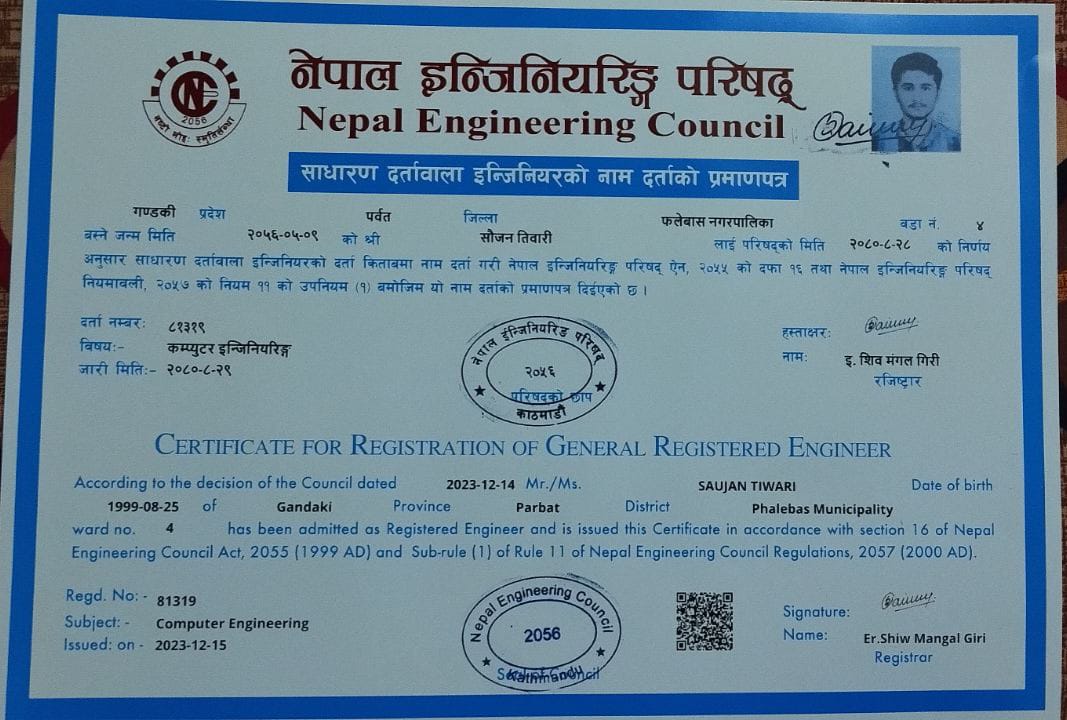 नेपाल इन्जिनियरिङ्ग परिषद्
Nepal Engineering Council
2056
साधारण दर्तावाला इन्जिनियरको नाम दर्ताको प्रमाणपत्र
गण्डकी प्रदेश पर्वत जिल्ला फलेबास नगरपालिका वडा नं. ४
बस्ने जन्म मिति २०५६-०५-०९ को श्री सौजन तिवारी लाई परिषद्को मिति २०८०-८-२८ को निर्णय
अनुसार साधारण दर्तावाला इन्जिनियरको दर्ता किताबमा नाम दर्ता गरी नेपाल इन्जिनियरिङ्ग परिषद् ऐन, २०५५ को दफा १६ तथा नेपाल इन्जिनियरिङ्ग परिषद्
नियमावली, २०५७ को नियम ११ को उपनियम (१) बमोजिम यो नाम दर्ताको प्रमाणपत्र दिईएको छ ।
दर्ता नम्बर: ८१३१९
विषय:- कम्प्युटर इन्जिनियरिङ्ग
जारी मिति:- २०८०-८-२९
नेपाल इन्जिनियरिङ परिषद्
२०५६
परिषद्को छाप
काठमाडौं
हस्ताक्षर:
नाम: इ. शिव मंगल गिरी
रजिष्ट्रार
CERTIFICATE FOR REGISTRATION OF GENERAL REGISTERED ENGINEER
According to the decision of the Council dated 2023-12-14 Mr./Ms. SAUJAN TIWARI Date of birth
1999-08-25 of Gandaki Province Parbat District Phalebas Municipality
ward no. 4 has been admitted as Registered Engineer and is issued this Certificate in accordance with section 16 of Nepal
Engineering Council Act, 2055 (1999 AD) and Sub-rule (1) of Rule 11 of Nepal Engineering Council Regulations, 2057 (2000 AD).
Regd. No: - 81319
Subject: - Computer Engineering
Issued: on - 2023-12-15
Nepal Engineering Council
2056
Seal of Council
Kathmandu
Signature:
Name: Er.Shiw Mangal Giri
Registrar